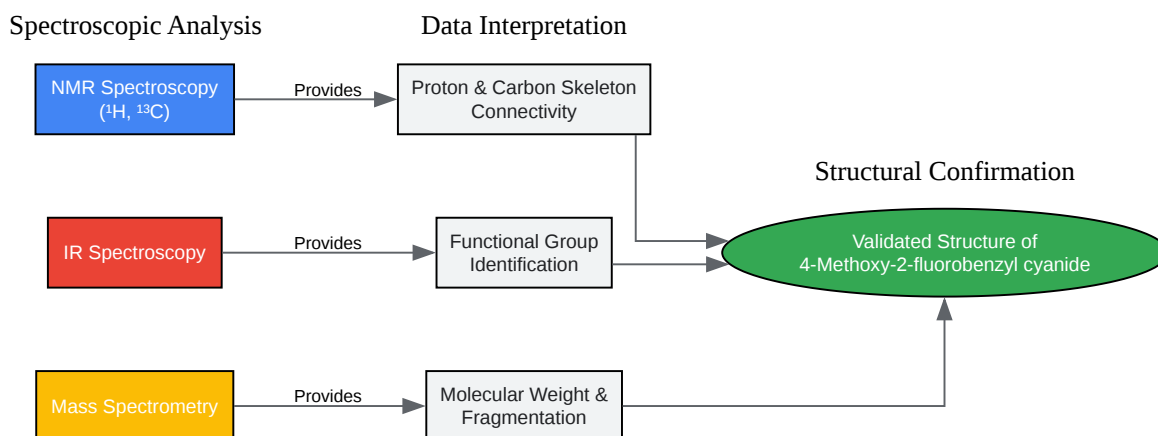 Spectroscopic Analysis
Data Interpretation
NMR Spectroscopy
(¹H, ¹³C)
Provides
Proton & Carbon Skeleton
Connectivity
Structural Confirmation
IR Spectroscopy
Provides
Functional Group
Identification
Validated Structure of
4-Methoxy-2-fluorobenzyl cyanide
Mass Spectrometry
Provides
Molecular Weight &
Fragmentation